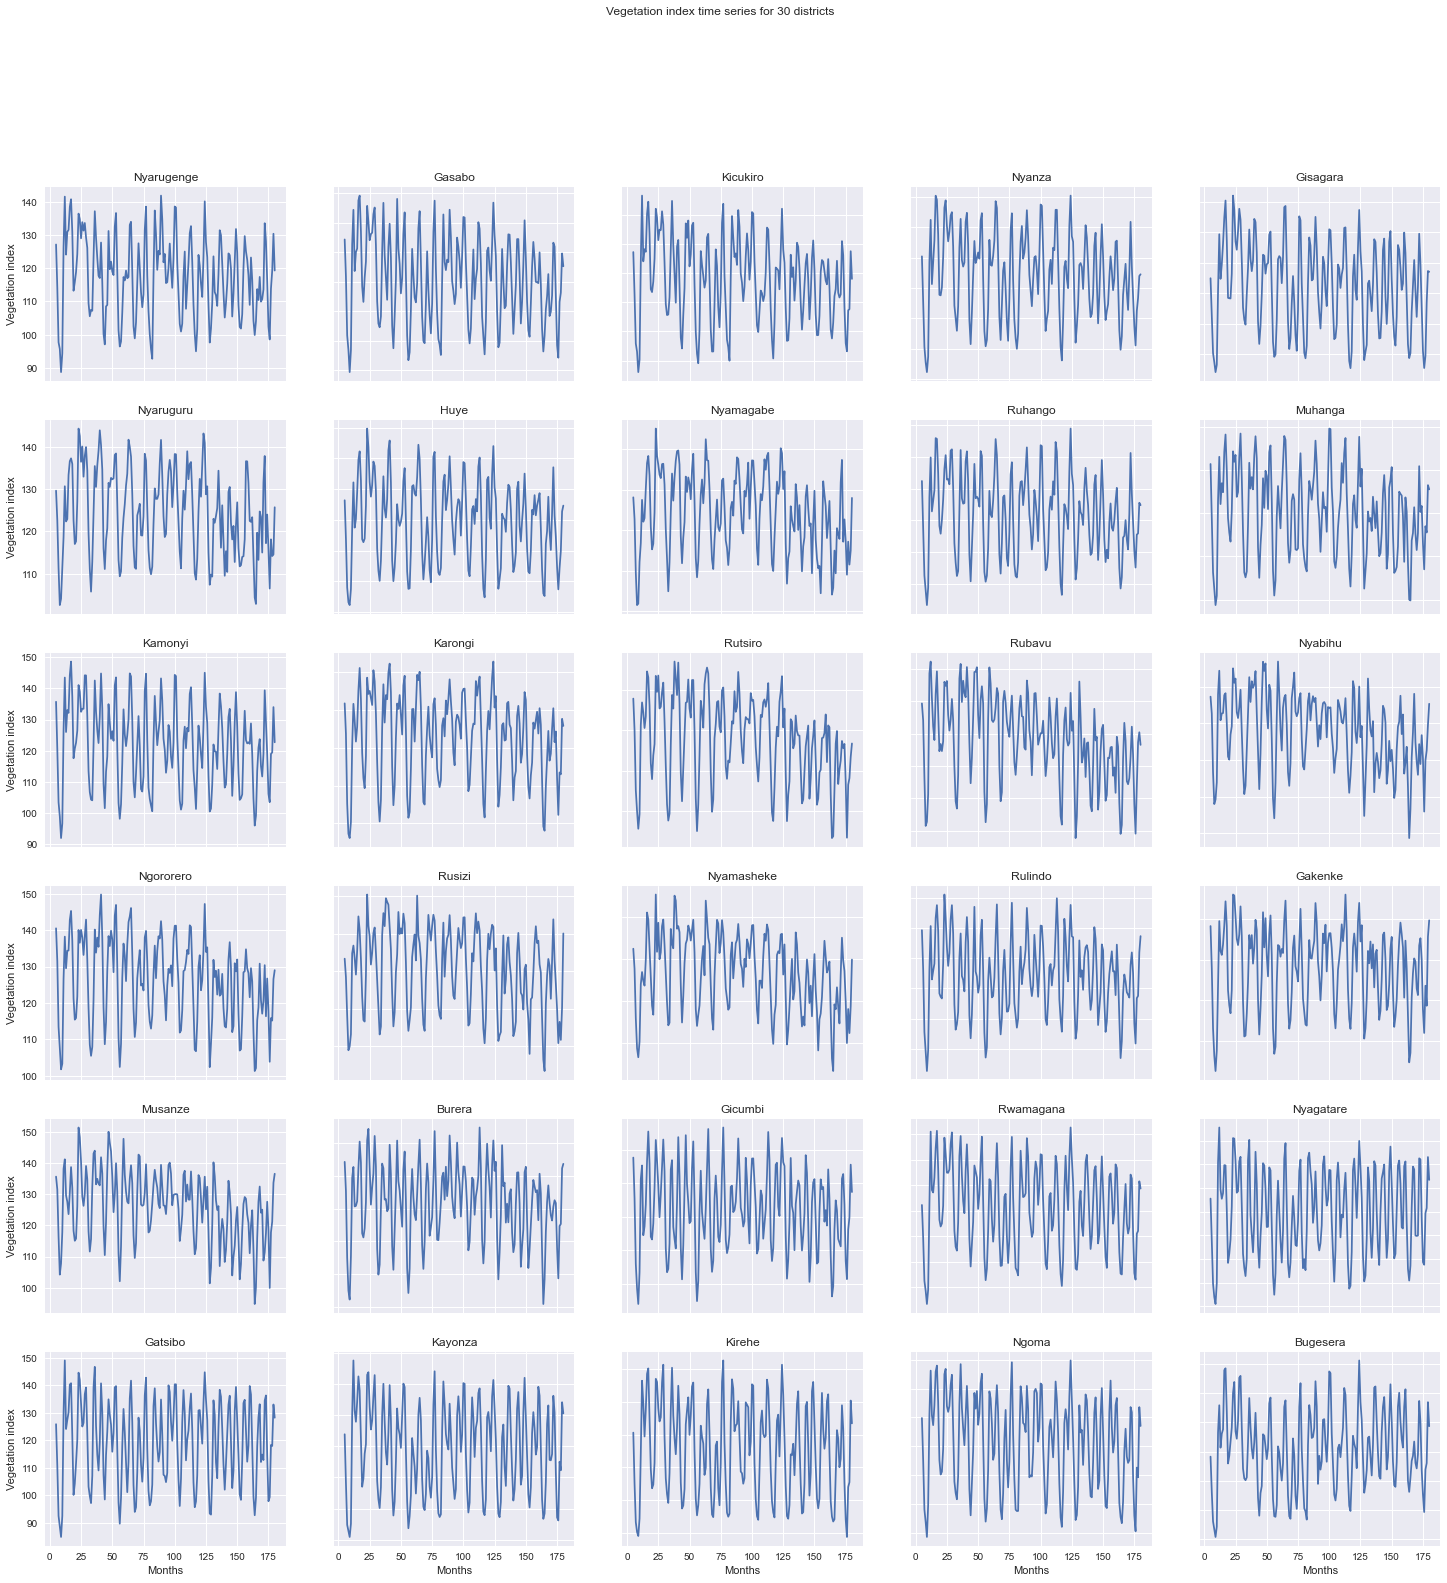 Vegetation index time series for 30 districts
Nyarugenge
Gasabo
Kicukiro
Nyanza
Gisagara
Vegetation index
140
130
120
110
100
90
Nyaruguru
Huye
Nyamagabe
Ruhango
Muhanga
Vegetation index
140
130
120
110
Kamonyi
Karongi
Rutsiro
Rubavu
Nyabihu
Vegetation index
150
140
130
120
110
100
90
Ngororero
Rusizi
Nyamasheke
Rulindo
Gakenke
Vegetation index
150
140
130
120
110
100
Musanze
Burera
Gicumbi
Rwamagana
Nyagatare
Vegetation index
150
140
130
120
110
100
Gatsibo
Kayonza
Kirehe
Ngoma
Bugesera
Vegetation index
150
140
130
120
110
100
90
0 25 50 75 100 125 150 175
0 25 50 75 100 125 150 175
0 25 50 75 100 125 150 175
0 25 50 75 100 125 150 175
0 25 50 75 100 125 150 175
Months
Months
Months
Months
Months